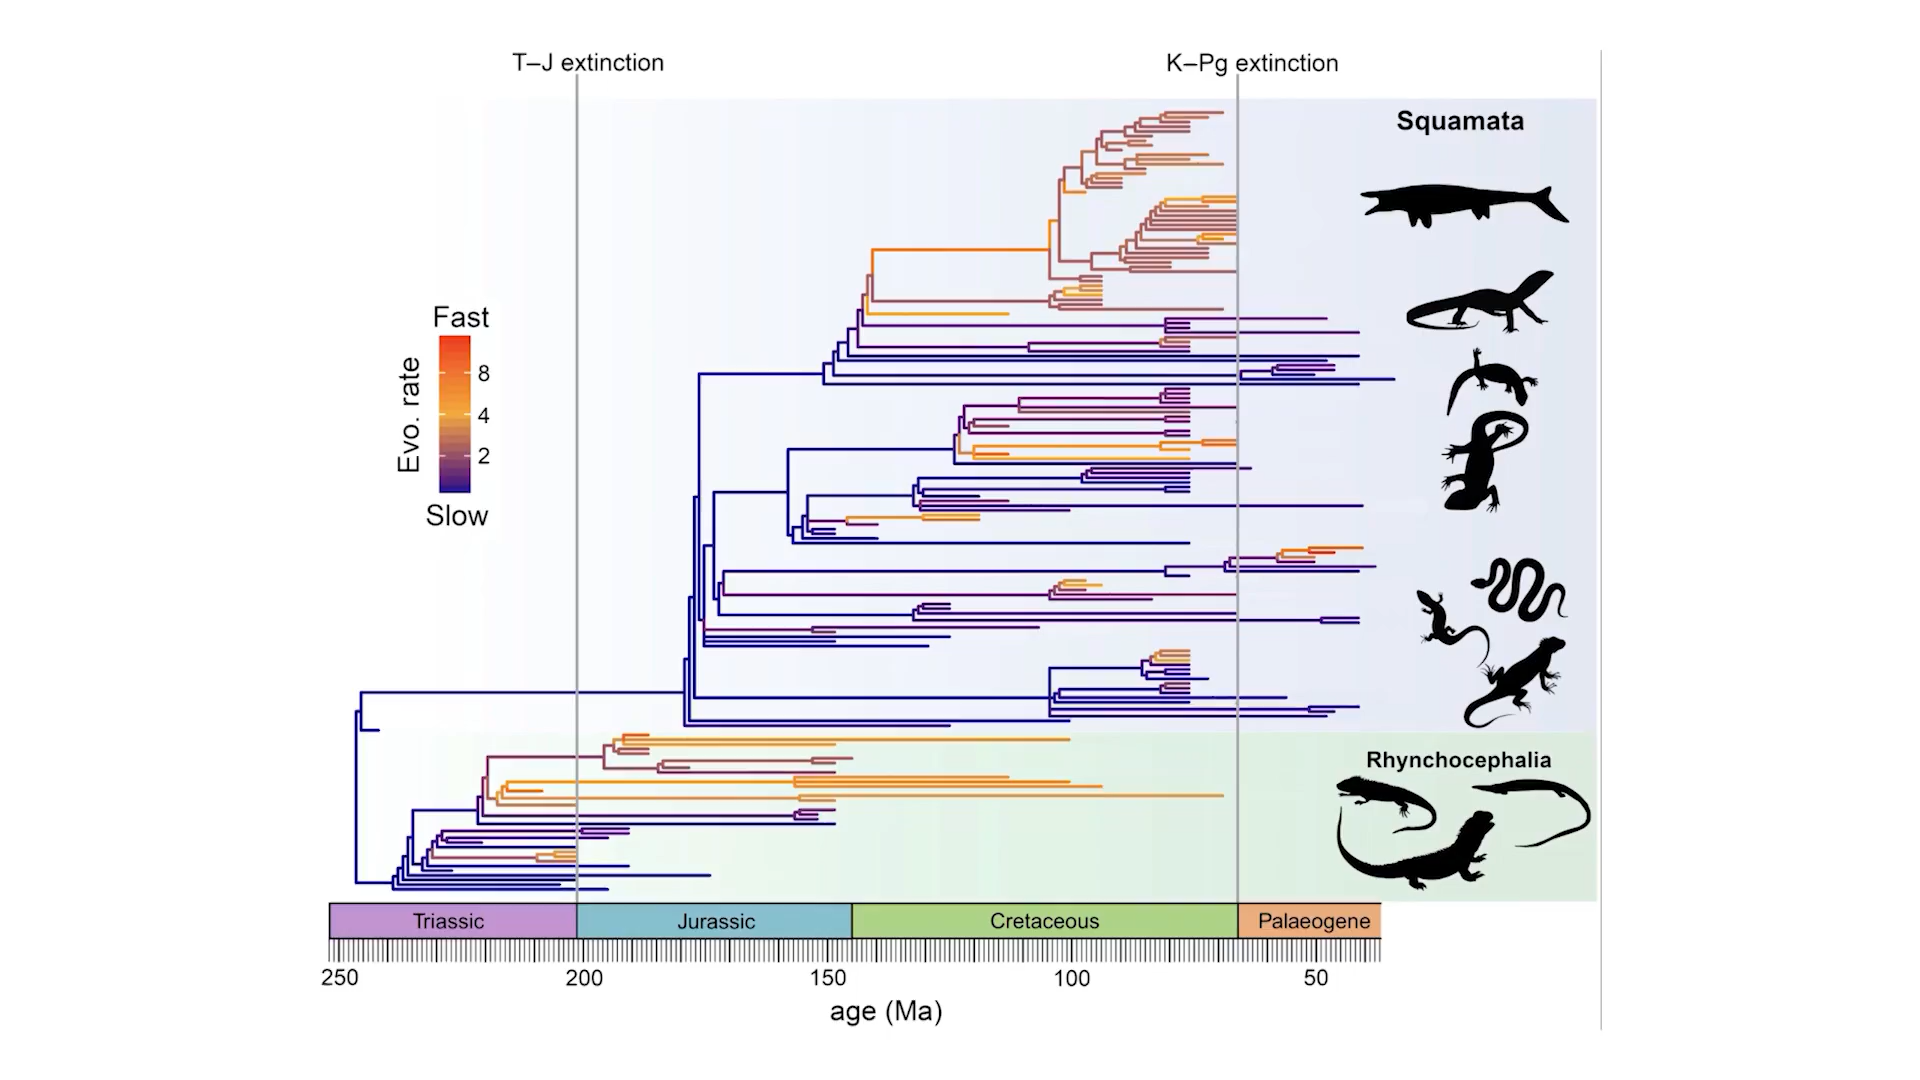 T–J extinction
K–Pg extinction
Squamata
Fast
Evo. rate
8
4
2
Slow
Rhynchocephalia
Triassic
Jurassic
Cretaceous
Palaeogene
250
200
150
100
50
age (Ma)